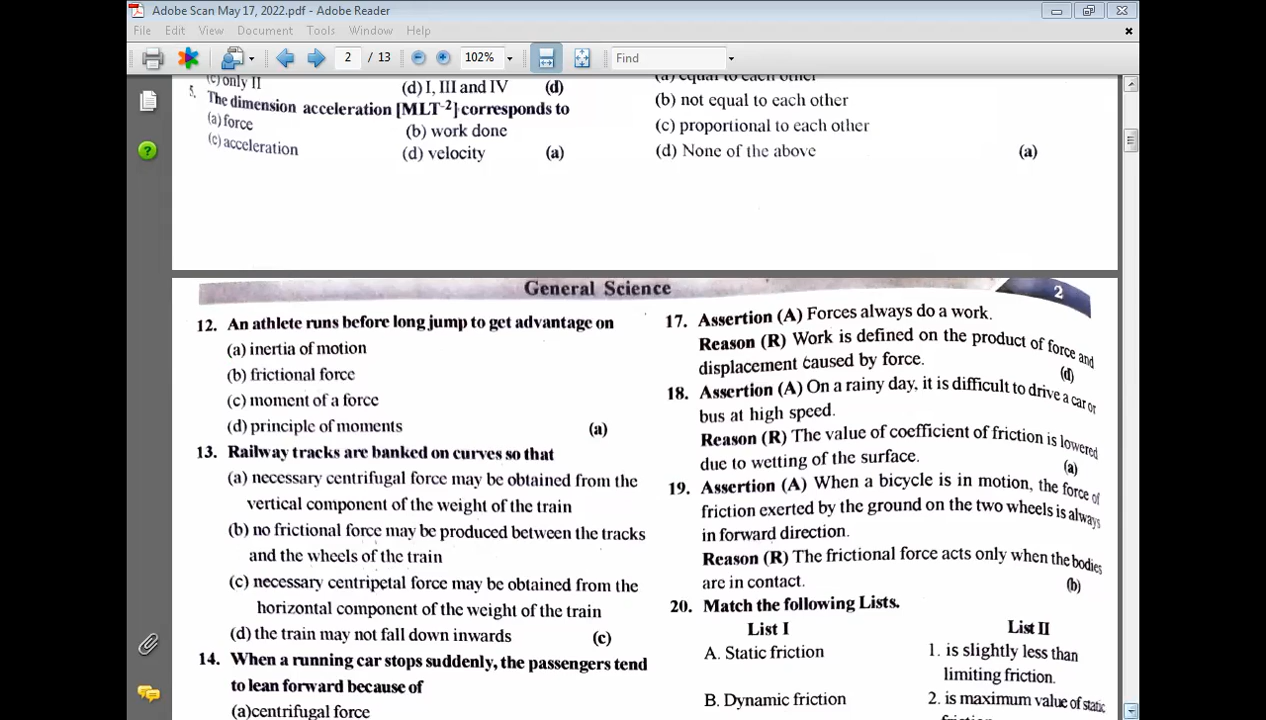 Adobe Scan May 17, 2022.pdf - Adobe Reader
File Edit View Document Tools Window Help
2 / 13 102% Find
(c) only II (d) I, III and IV (d)
5. The dimension acceleration [MLT-2] corresponds to
(a) force (b) work done
(c) acceleration (d) velocity (a)
(a) equal to each other
(b) not equal to each other
(c) proportional to each other
(d) None of the above (a)
General Science 2
12. An athlete runs before long jump to get advantage on
(a) inertia of motion
(b) frictional force
(c) moment of a force
(d) principle of moments (a)
13. Railway tracks are banked on curves so that
(a) necessary centrifugal force may be obtained from the
vertical component of the weight of the train
(b) no frictional force may be produced between the tracks
and the wheels of the train
(c) necessary centripetal force may be obtained from the
horizontal component of the weight of the train
(d) the train may not fall down inwards (c)
14. When a running car stops suddenly, the passengers tend
to lean forward because of
(a)centrifugal force
17. Assertion (A) Forces always do a work.
Reason (R) Work is defined on the product of force and
displacement caused by force. (d)
18. Assertion (A) On a rainy day, it is difficult to drive a car or
bus at high speed.
Reason (R) The value of coefficient of friction is lowered
due to wetting of the surface. (a)
19. Assertion (A) When a bicycle is in motion, the force of
friction exerted by the ground on the two wheels is always
in forward direction.
Reason (R) The frictional force acts only when the bodies
are in contact. (b)
20. Match the following Lists.
List I List II
A. Static friction 1. is slightly less than
limiting friction.
B. Dynamic friction 2. is maximum value of static
friction